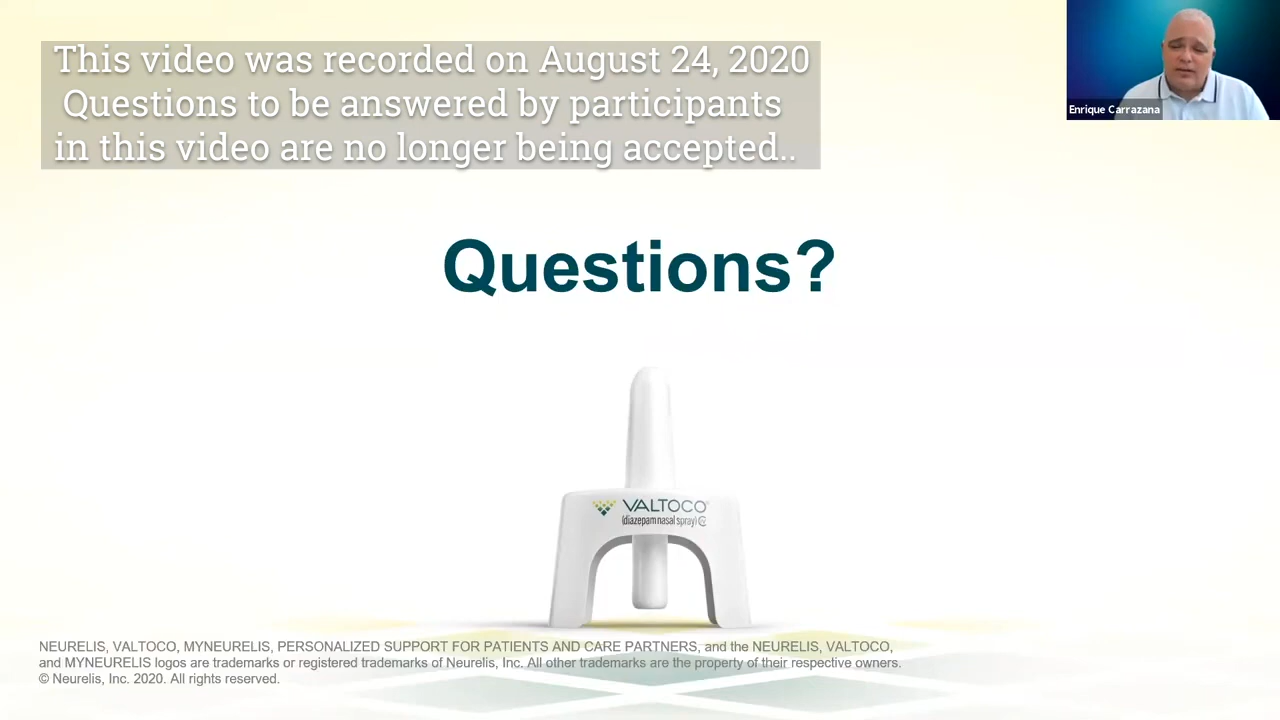 This video was recorded on August 24, 2020
Questions to be answered by participants
in this video are no longer being accepted..
Enrique Carrazana
Questions?
VALTOCO®
(diazepam nasal spray) CIV
NEURELIS, VALTOCO, MYNEURELIS, PERSONALIZED SUPPORT FOR PATIENTS AND CARE PARTNERS, and the NEURELIS, VALTOCO,
and MYNEURELIS logos are trademarks or registered trademarks of Neurelis, Inc. All other trademarks are the property of their respective owners.
© Neurelis, Inc. 2020. All rights reserved.